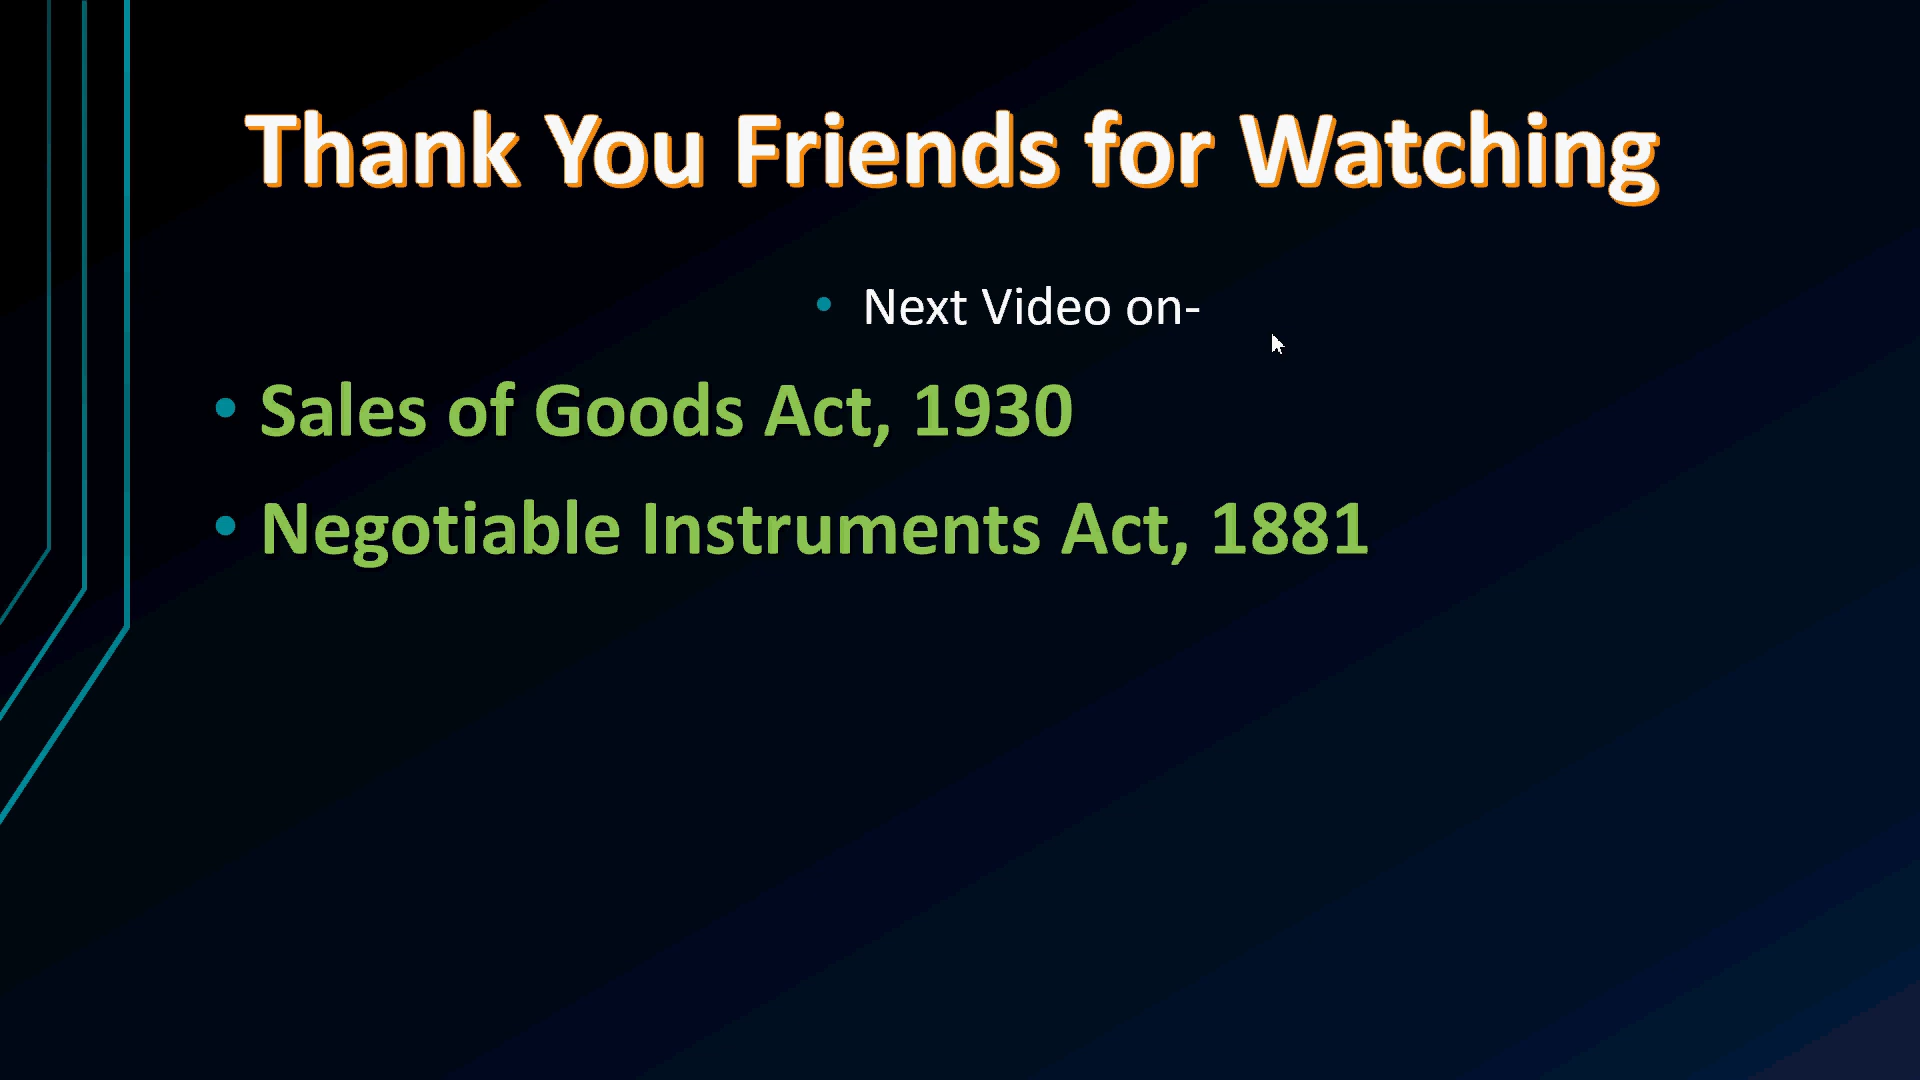 Thank You Friends for Watching
• Next Video on-
• Sales of Goods Act, 1930
• Negotiable Instruments Act, 1881